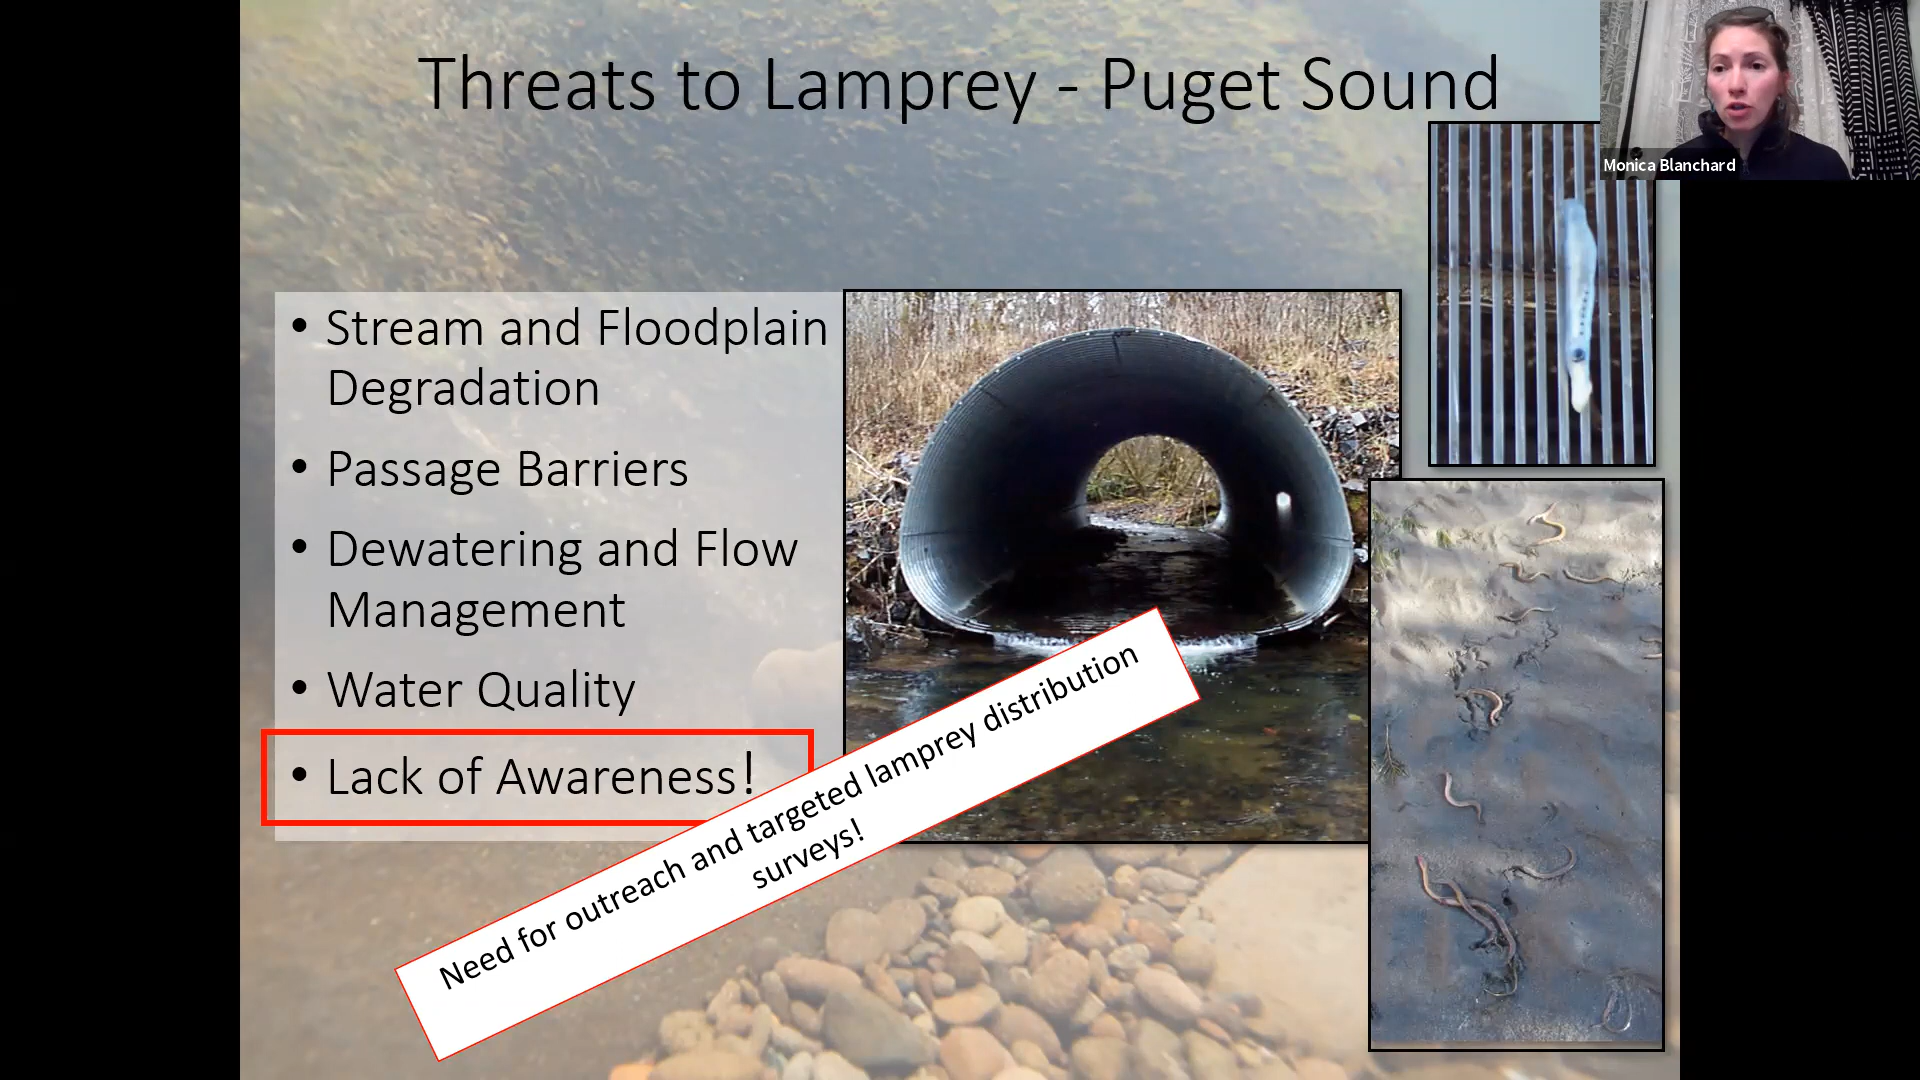 Threats to Lamprey - Puget Sound
Monica Blanchard
• Stream and Floodplain
Degradation
• Passage Barriers
• Dewatering and Flow
Management
• Water Quality
• Lack of Awareness!
Need for outreach and targeted lamprey distribution
surveys!